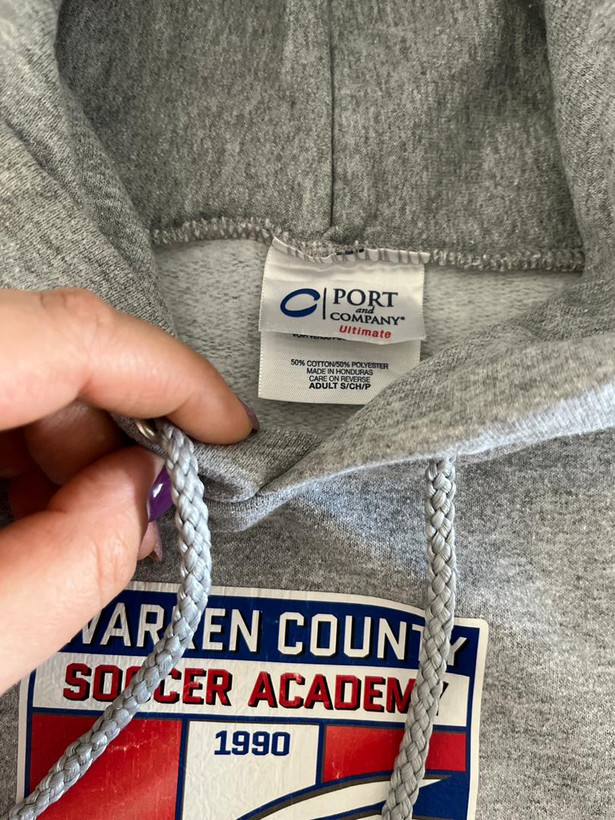 PORT
and
COMPANY®
Ultimate
50% COTTON/50% POLYESTER
MADE IN HONDURAS
CARE ON REVERSE
ADULT S/CH/P
WARREN COUNTY
SOCCER ACADEMY
1990